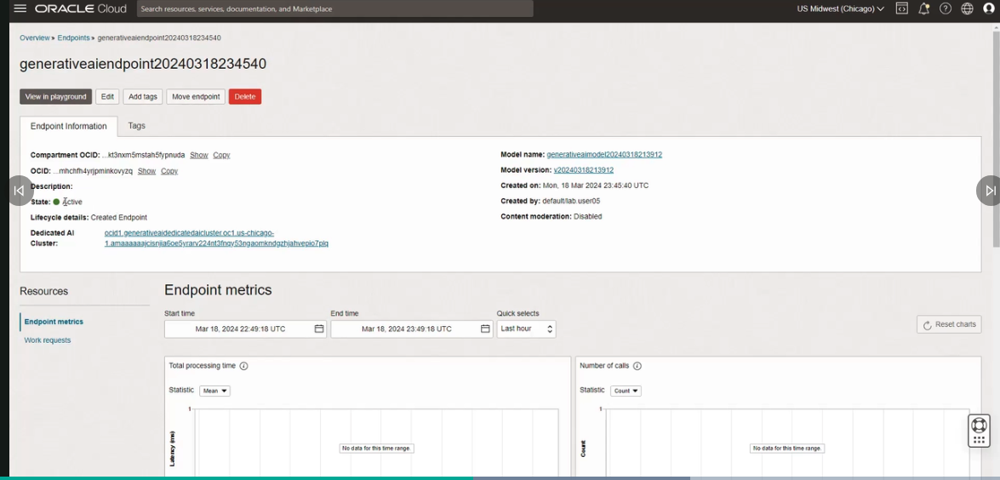 ORACLE Cloud
Search resources, services, documentation, and Marketplace
US Midwest (Chicago)
Overview » Endpoints » generativeaiendpoint20240318234540
generativeaiendpoint20240318234540
View in playground
Edit
Add tags
Move endpoint
Delete
Endpoint Information
Tags
Compartment OCID: ...kt3nxm5mstah5fypnuda Show Copy
OCID: ...mhchfh4yrjpminkovyzq Show Copy
Description:
State: Active
Lifecycle details: Created Endpoint
Dedicated AI Cluster:
ocid1.generativeaidedicatedaicluster.oc1.us-chicago-
Model name: generativeaimodel20240318213912
Model version: v20240318213912
Created on: Mon, 18 Mar 2024 23:45:40 UTC
Created by: default/lab.user05
Content moderation: Disabled
Resources
Endpoint metrics
Work requests
Endpoint metrics
Start time
Mar 18, 2024 22:49:18 UTC
End time
Mar 18, 2024 23:49:18 UTC
Quick selects
Last hour
Reset charts
Total processing time
Statistic Mean
1
Latency (ms)
No data for this time range.
Number of calls
Statistic Count
1
Count
No data for this time range.